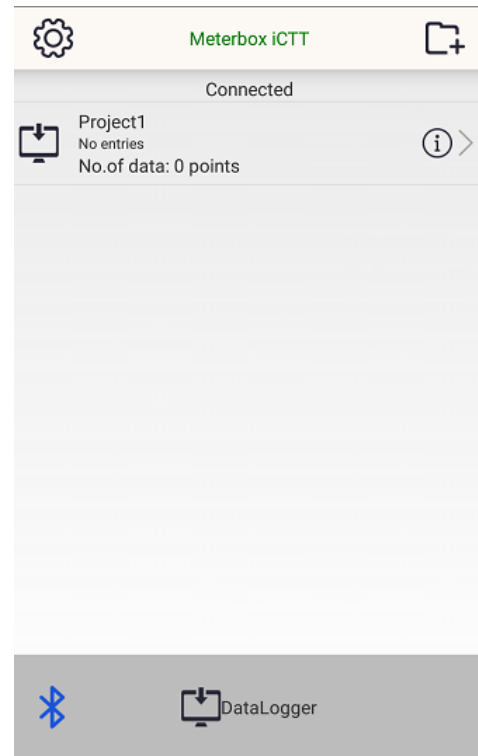 Meterbox iCTT
Connected
Project1
No entries
No.of data: 0 points
DataLogger